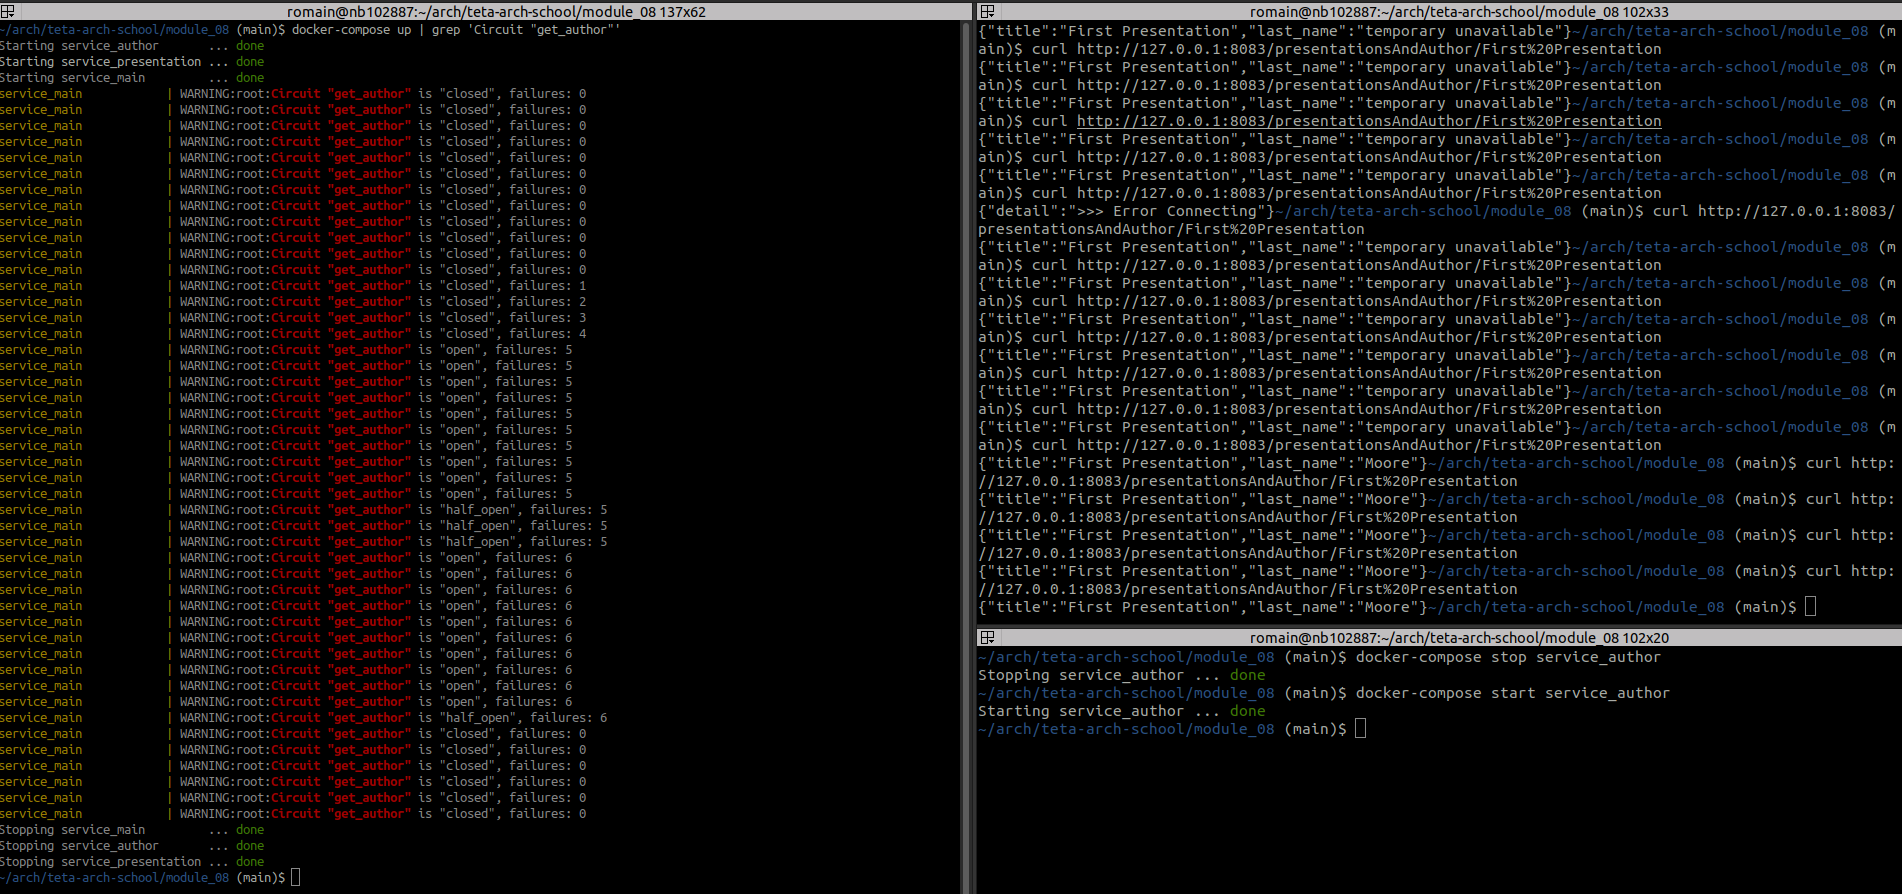 romain@nb102887:~/arch/teta-arch-school/module_08 137x62
~/arch/teta-arch-school/module_08 (main)$ docker-compose up | grep 'Circuit "get_author"'
Starting service_author       ... done
Starting service_presentation ... done
Starting service_main         ... done
service_main            | WARNING:root:Circuit "get_author" is "closed", failures: 0
service_main            | WARNING:root:Circuit "get_author" is "closed", failures: 0
service_main            | WARNING:root:Circuit "get_author" is "closed", failures: 0
service_main            | WARNING:root:Circuit "get_author" is "closed", failures: 0
service_main            | WARNING:root:Circuit "get_author" is "closed", failures: 0
service_main            | WARNING:root:Circuit "get_author" is "closed", failures: 0
service_main            | WARNING:root:Circuit "get_author" is "closed", failures: 0
service_main            | WARNING:root:Circuit "get_author" is "closed", failures: 0
service_main            | WARNING:root:Circuit "get_author" is "closed", failures: 0
service_main            | WARNING:root:Circuit "get_author" is "closed", failures: 0
service_main            | WARNING:root:Circuit "get_author" is "closed", failures: 0
service_main            | WARNING:root:Circuit "get_author" is "closed", failures: 0
service_main            | WARNING:root:Circuit "get_author" is "closed", failures: 1
service_main            | WARNING:root:Circuit "get_author" is "closed", failures: 2
service_main            | WARNING:root:Circuit "get_author" is "closed", failures: 3
service_main            | WARNING:root:Circuit "get_author" is "closed", failures: 4
service_main            | WARNING:root:Circuit "get_author" is "open", failures: 5
service_main            | WARNING:root:Circuit "get_author" is "open", failures: 5
service_main            | WARNING:root:Circuit "get_author" is "open", failures: 5
service_main            | WARNING:root:Circuit "get_author" is "open", failures: 5
service_main            | WARNING:root:Circuit "get_author" is "open", failures: 5
service_main            | WARNING:root:Circuit "get_author" is "open", failures: 5
service_main            | WARNING:root:Circuit "get_author" is "open", failures: 5
service_main            | WARNING:root:Circuit "get_author" is "open", failures: 5
service_main            | WARNING:root:Circuit "get_author" is "open", failures: 5
service_main            | WARNING:root:Circuit "get_author" is "open", failures: 5
service_main            | WARNING:root:Circuit "get_author" is "half_open", failures: 5
service_main            | WARNING:root:Circuit "get_author" is "half_open", failures: 5
service_main            | WARNING:root:Circuit "get_author" is "half_open", failures: 5
service_main            | WARNING:root:Circuit "get_author" is "open", failures: 6
service_main            | WARNING:root:Circuit "get_author" is "open", failures: 6
service_main            | WARNING:root:Circuit "get_author" is "open", failures: 6
service_main            | WARNING:root:Circuit "get_author" is "open", failures: 6
service_main            | WARNING:root:Circuit "get_author" is "open", failures: 6
service_main            | WARNING:root:Circuit "get_author" is "open", failures: 6
service_main            | WARNING:root:Circuit "get_author" is "open", failures: 6
service_main            | WARNING:root:Circuit "get_author" is "open", failures: 6
service_main            | WARNING:root:Circuit "get_author" is "open", failures: 6
service_main            | WARNING:root:Circuit "get_author" is "open", failures: 6
service_main            | WARNING:root:Circuit "get_author" is "half_open", failures: 6
service_main            | WARNING:root:Circuit "get_author" is "closed", failures: 0
service_main            | WARNING:root:Circuit "get_author" is "closed", failures: 0
service_main            | WARNING:root:Circuit "get_author" is "closed", failures: 0
service_main            | WARNING:root:Circuit "get_author" is "closed", failures: 0
service_main            | WARNING:root:Circuit "get_author" is "closed", failures: 0
service_main            | WARNING:root:Circuit "get_author" is "closed", failures: 0
Stopping service_main         ... done
Stopping service_author       ... done
Stopping service_presentation ... done
~/arch/teta-arch-school/module_08 (main)$
romain@nb102887:~/arch/teta-arch-school/module_08 102x33
{"title":"First Presentation","last_name":"temporary unavailable"}~/arch/teta-arch-school/module_08 (m
ain)$ curl http://127.0.0.1:8083/presentationsAndAuthor/First%20Presentation
{"title":"First Presentation","last_name":"temporary unavailable"}~/arch/teta-arch-school/module_08 (m
ain)$ curl http://127.0.0.1:8083/presentationsAndAuthor/First%20Presentation
{"title":"First Presentation","last_name":"temporary unavailable"}~/arch/teta-arch-school/module_08 (m
ain)$ curl http://127.0.0.1:8083/presentationsAndAuthor/First%20Presentation
{"title":"First Presentation","last_name":"temporary unavailable"}~/arch/teta-arch-school/module_08 (m
ain)$ curl http://127.0.0.1:8083/presentationsAndAuthor/First%20Presentation
{"title":"First Presentation","last_name":"temporary unavailable"}~/arch/teta-arch-school/module_08 (m
ain)$ curl http://127.0.0.1:8083/presentationsAndAuthor/First%20Presentation
{"detail":">>> Error Connecting"}~/arch/teta-arch-school/module_08 (main)$ curl http://127.0.0.1:8083/
presentationsAndAuthor/First%20Presentation
{"title":"First Presentation","last_name":"temporary unavailable"}~/arch/teta-arch-school/module_08 (m
ain)$ curl http://127.0.0.1:8083/presentationsAndAuthor/First%20Presentation
{"title":"First Presentation","last_name":"temporary unavailable"}~/arch/teta-arch-school/module_08 (m
ain)$ curl http://127.0.0.1:8083/presentationsAndAuthor/First%20Presentation
{"title":"First Presentation","last_name":"temporary unavailable"}~/arch/teta-arch-school/module_08 (m
ain)$ curl http://127.0.0.1:8083/presentationsAndAuthor/First%20Presentation
{"title":"First Presentation","last_name":"temporary unavailable"}~/arch/teta-arch-school/module_08 (m
ain)$ curl http://127.0.0.1:8083/presentationsAndAuthor/First%20Presentation
{"title":"First Presentation","last_name":"temporary unavailable"}~/arch/teta-arch-school/module_08 (m
ain)$ curl http://127.0.0.1:8083/presentationsAndAuthor/First%20Presentation
{"title":"First Presentation","last_name":"temporary unavailable"}~/arch/teta-arch-school/module_08 (m
ain)$ curl http://127.0.0.1:8083/presentationsAndAuthor/First%20Presentation
{"title":"First Presentation","last_name":"Moore"}~/arch/teta-arch-school/module_08 (main)$ curl http:
//127.0.0.1:8083/presentationsAndAuthor/First%20Presentation
{"title":"First Presentation","last_name":"Moore"}~/arch/teta-arch-school/module_08 (main)$ curl http:
//127.0.0.1:8083/presentationsAndAuthor/First%20Presentation
{"title":"First Presentation","last_name":"Moore"}~/arch/teta-arch-school/module_08 (main)$ curl http:
//127.0.0.1:8083/presentationsAndAuthor/First%20Presentation
{"title":"First Presentation","last_name":"Moore"}~/arch/teta-arch-school/module_08 (main)$ curl http:
//127.0.0.1:8083/presentationsAndAuthor/First%20Presentation
{"title":"First Presentation","last_name":"Moore"}~/arch/teta-arch-school/module_08 (main)$
romain@nb102887:~/arch/teta-arch-school/module_08 102x20
~/arch/teta-arch-school/module_08 (main)$ docker-compose stop service_author
Stopping service_author ... done
~/arch/teta-arch-school/module_08 (main)$ docker-compose start service_author
Starting service_author ... done
~/arch/teta-arch-school/module_08 (main)$